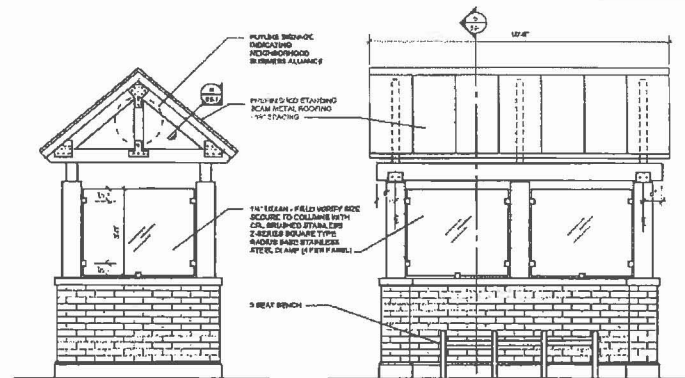 FUTURE SIGNAGE
INDICATING
NEIGHBORHOOD
BUSINESS ALLIANCE
PREFINISHED STANDING
SEAM METAL ROOFING
SPACING
FIELD VERIFY SIZE
SECURE TO COLUMNS WITH
BRUSHED STAINLESS
Z-SERIES SQUARE TYPE
RADIUS BASE STAINLESS
STEEL CLAMP (4 PER PANEL)
3 SEAT BENCH